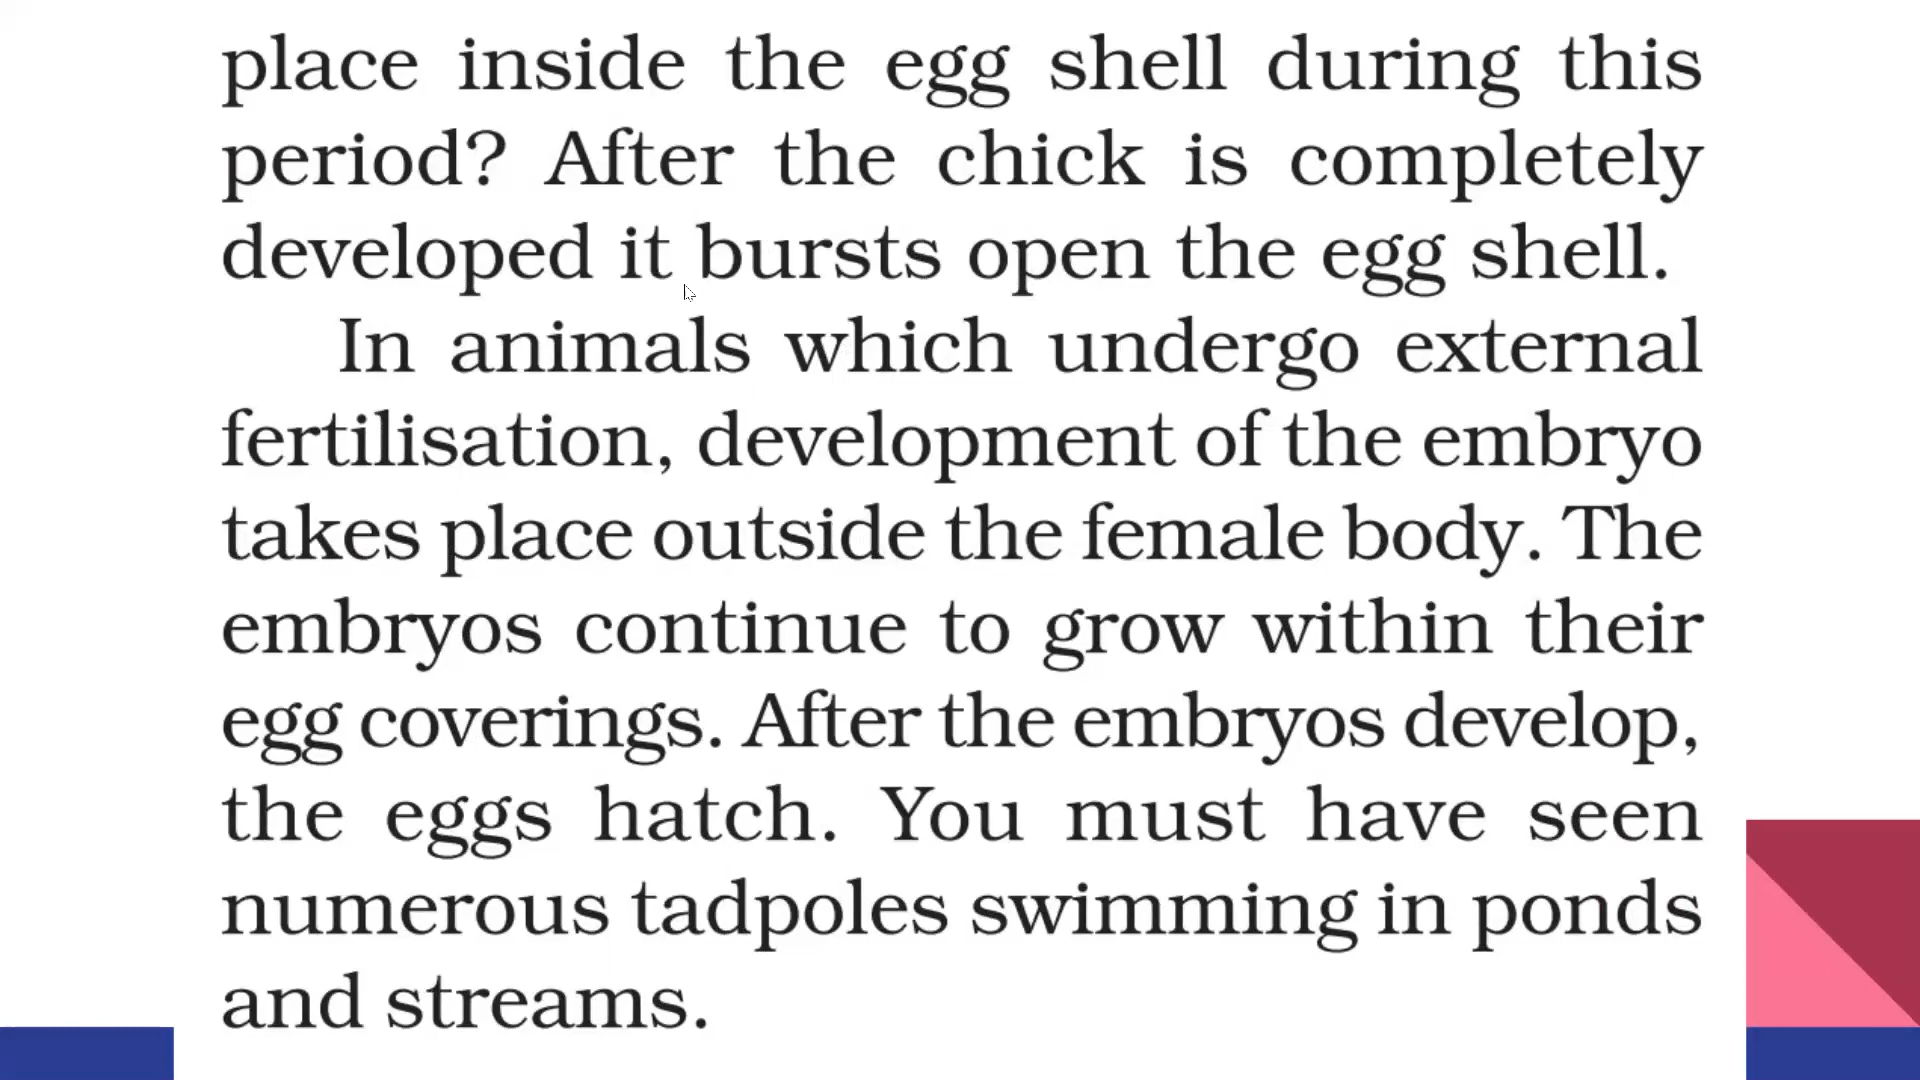 place inside the egg shell during this
period? After the chick is completely
developed it bursts open the egg shell.
In animals which undergo external
fertilisation, development of the embryo
takes place outside the female body. The
embryos continue to grow within their
egg coverings. After the embryos develop,
the eggs hatch. You must have seen
numerous tadpoles swimming in ponds
and streams.